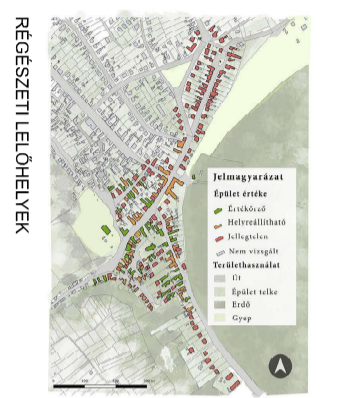 RÉGÉSZETI LELŐHELYEK
Jelmagyarázat
Épület értéke
Értékőrző
Helyreállítható
Jellegtelen
Nem vizsgált
Területhasználat
Út
Épület telke
Erdő
Gyep